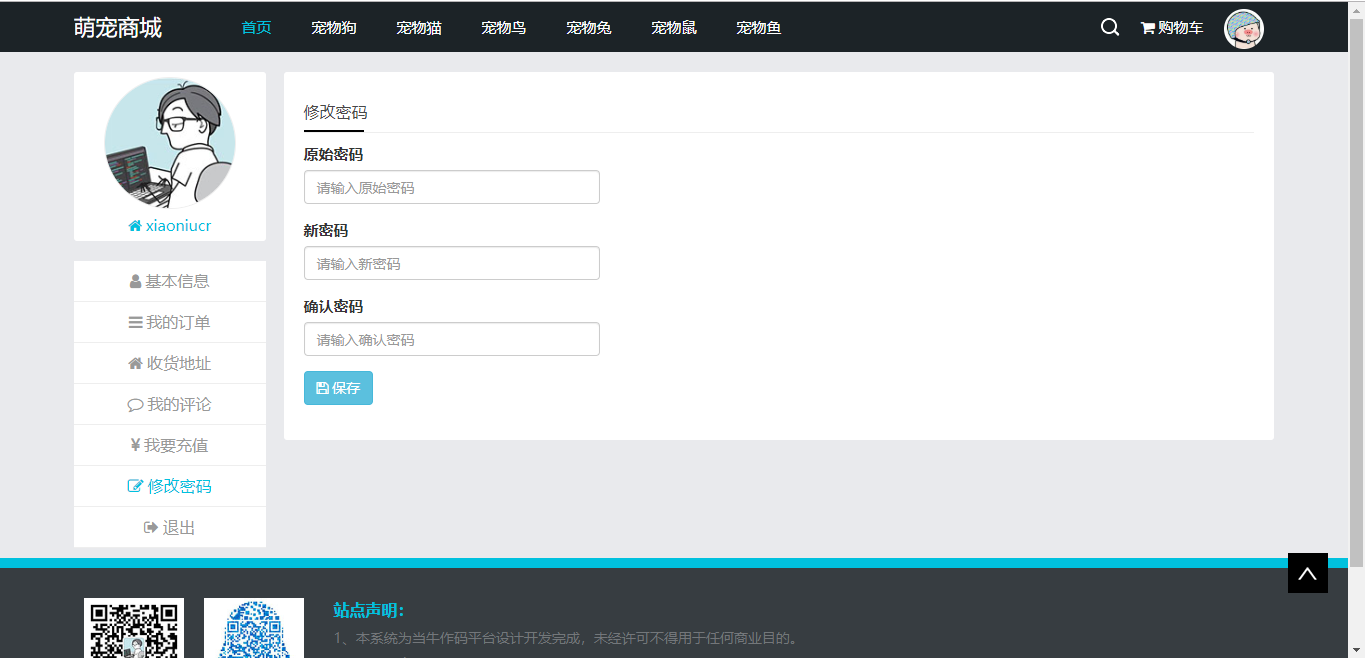 萌宠商城 首页 宠物狗 宠物猫 宠物鸟 宠物兔 宠物鼠 宠物鱼 购物车
xiaoniucr
基本信息
我的订单
收货地址
我的评论
我要充值
修改密码
退出
修改密码
原始密码
请输入原始密码
新密码
请输入新密码
确认密码
请输入确认密码
保存
站点声明：
1、本系统为当牛作码平台设计开发完成，未经许可不得用于任何商业目的。